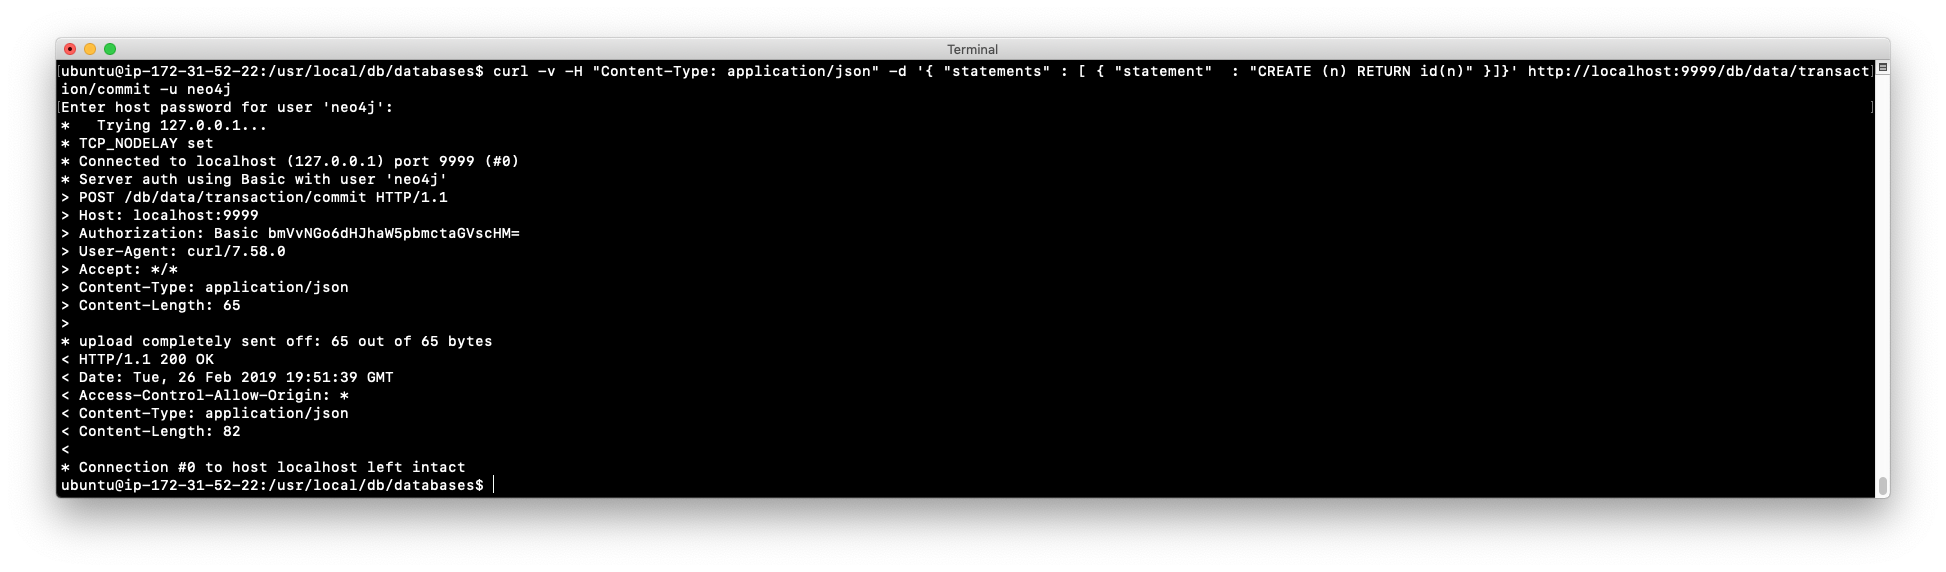 Terminal
ubuntu@ip-172-31-52-22:/usr/local/db/databases$ curl -v -H "Content-Type: application/json" -d '{ "statements" : [ { "statement"  : "CREATE (n) RETURN id(n)" }]}' http://localhost:9999/db/data/transact
ion/commit -u neo4j
Enter host password for user 'neo4j':
*   Trying 127.0.0.1...
* TCP_NODELAY set
* Connected to localhost (127.0.0.1) port 9999 (#0)
* Server auth using Basic with user 'neo4j'
> POST /db/data/transaction/commit HTTP/1.1
> Host: localhost:9999
> Authorization: Basic bmVvNGo6dHJhaW5pbmctaGVscHM=
> User-Agent: curl/7.58.0
> Accept: */*
> Content-Type: application/json
> Content-Length: 65
>
* upload completely sent off: 65 out of 65 bytes
< HTTP/1.1 200 OK
< Date: Tue, 26 Feb 2019 19:51:39 GMT
< Access-Control-Allow-Origin: *
< Content-Type: application/json
< Content-Length: 82
<
* Connection #0 to host localhost left intact
ubuntu@ip-172-31-52-22:/usr/local/db/databases$